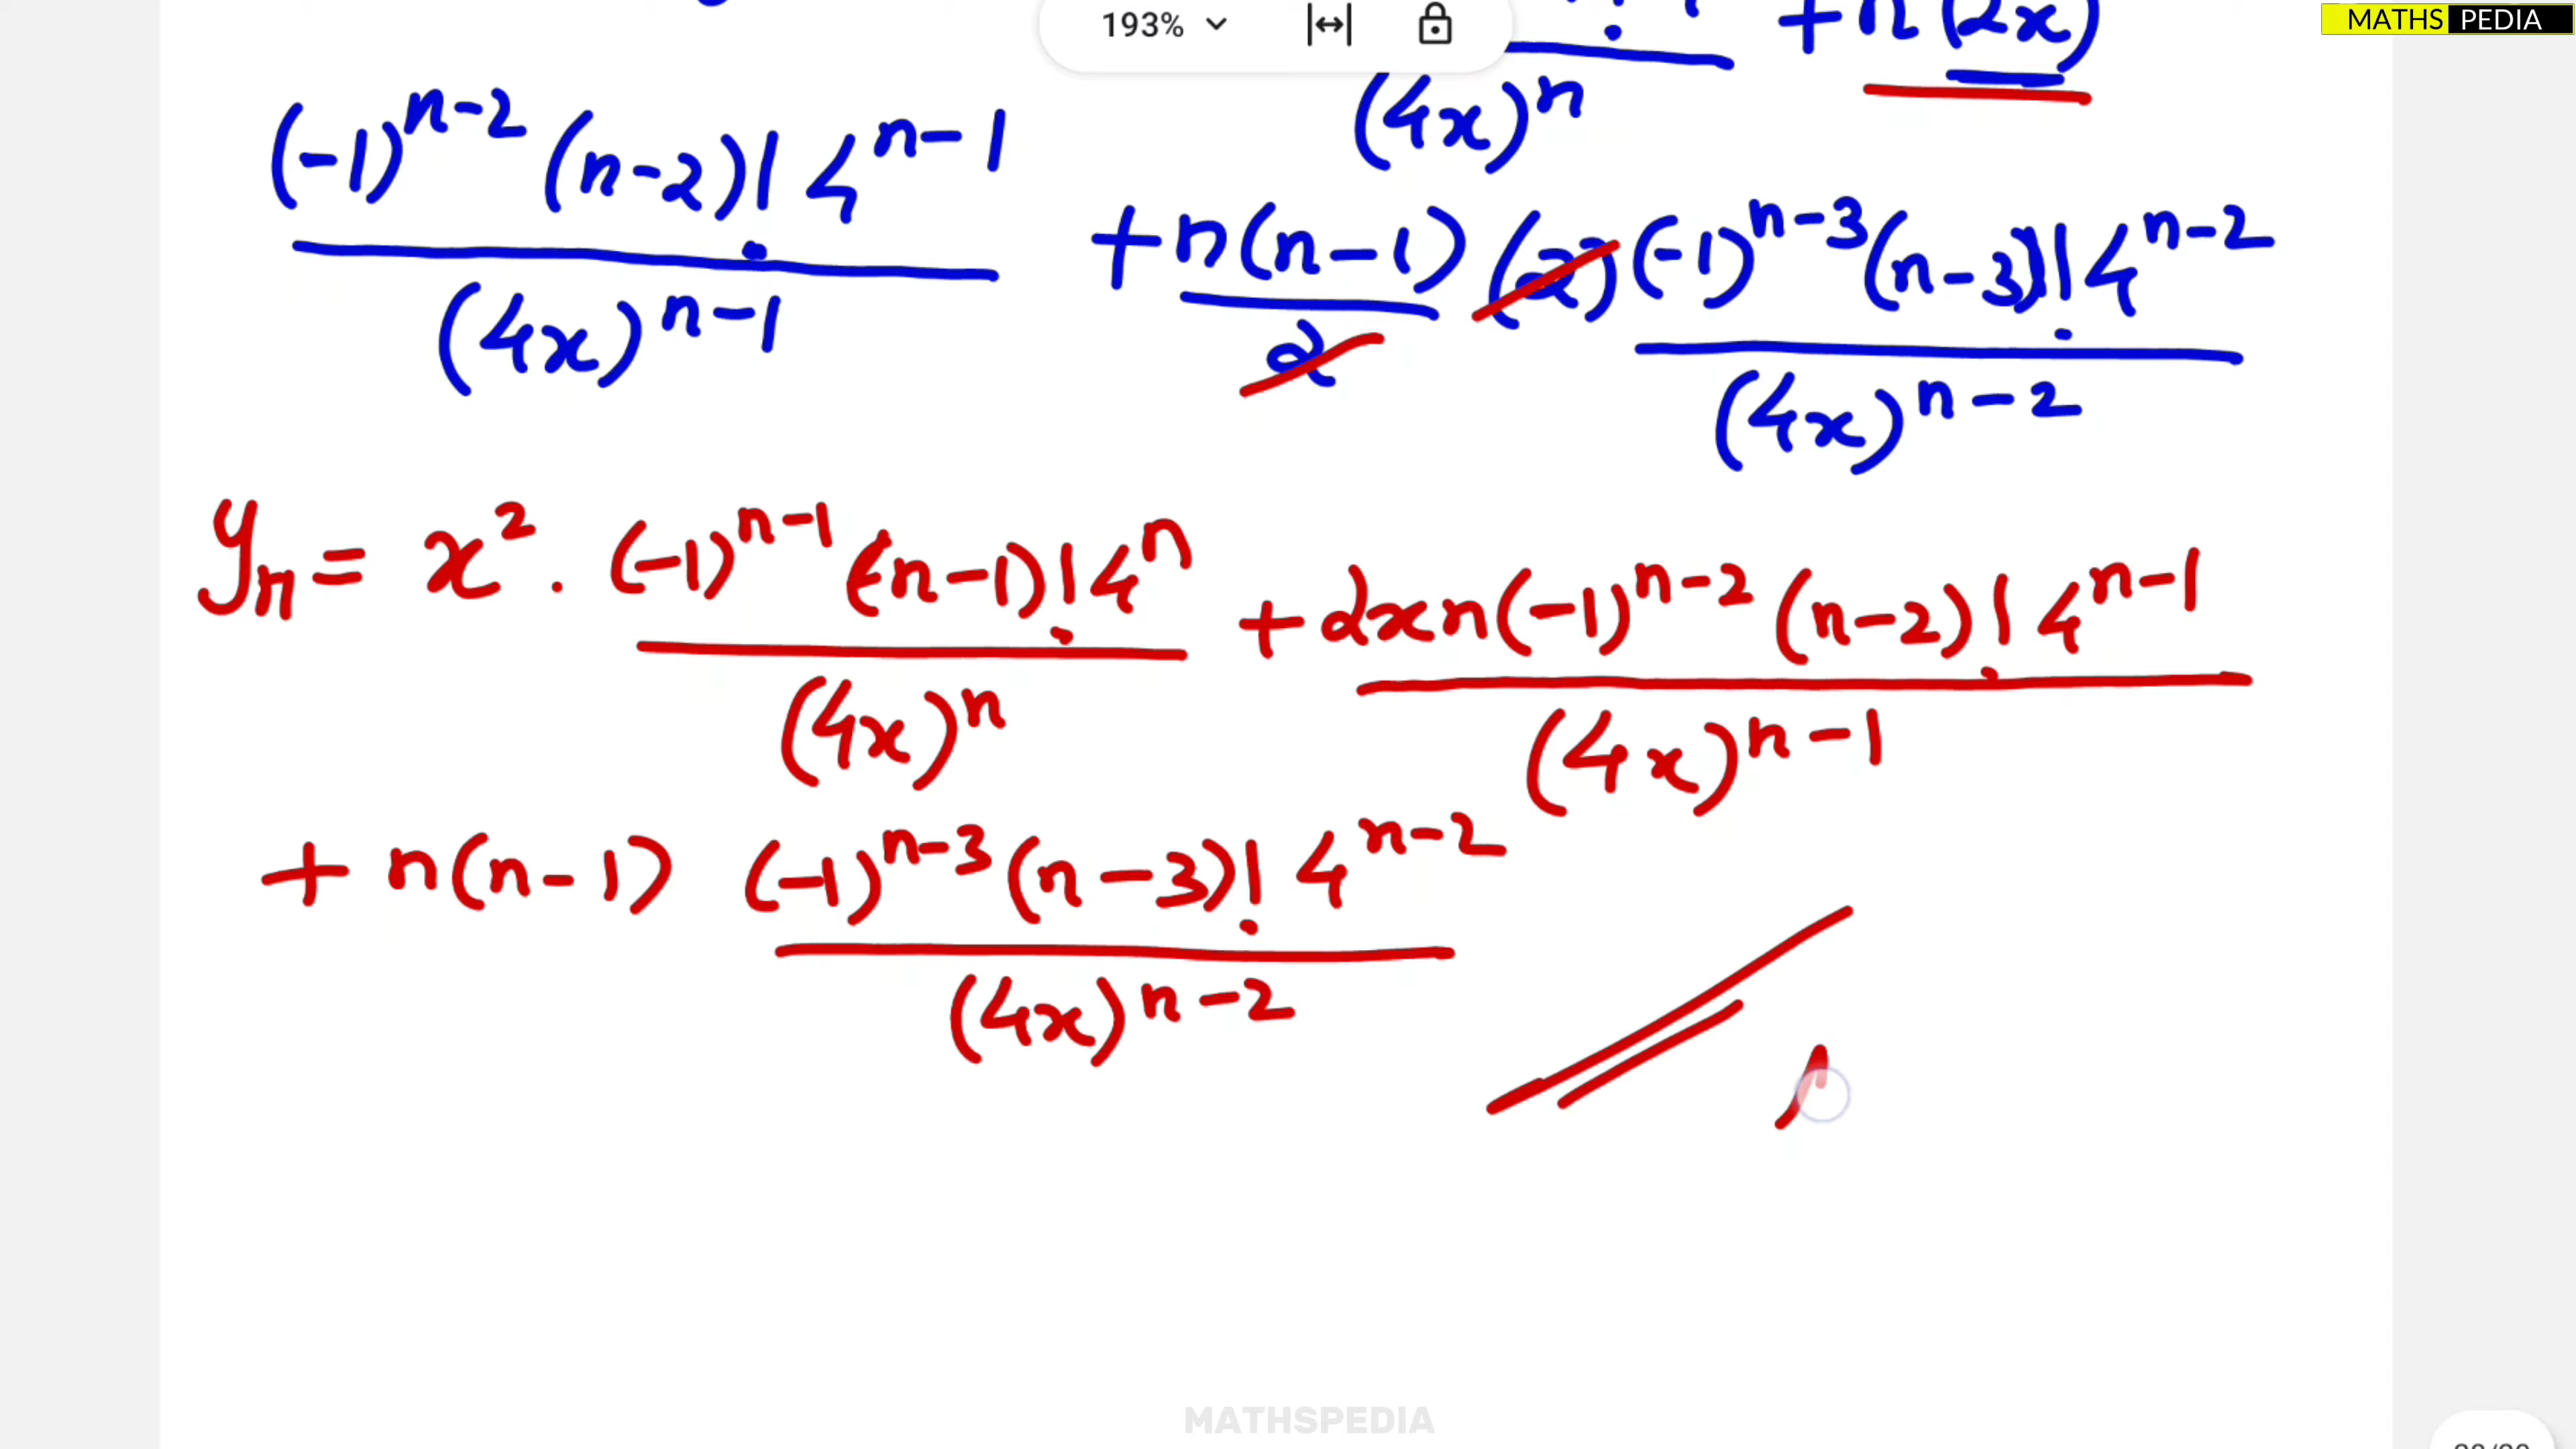 193%
MATHS PEDIA
+ n (2x)
(4x)^n
(-1)^{n-2} (n-2)! 4^{n-1}
(4x)^{n-1}
+ n(n-1) (2) (-1)^{n-3} (n-3)! 4^{n-2}
2
(4x)^{n-2}
y_n = x^2 . (-1)^{n-1} (n-1)! 4^n + 2xn(-1)^{n-2} (n-2)! 4^{n-1}
(4x)^n
(4x)^{n-1}
+ n(n-1) (-1)^{n-3} (n-3)! 4^{n-2}
(4x)^{n-2}
MATHSPEDIA